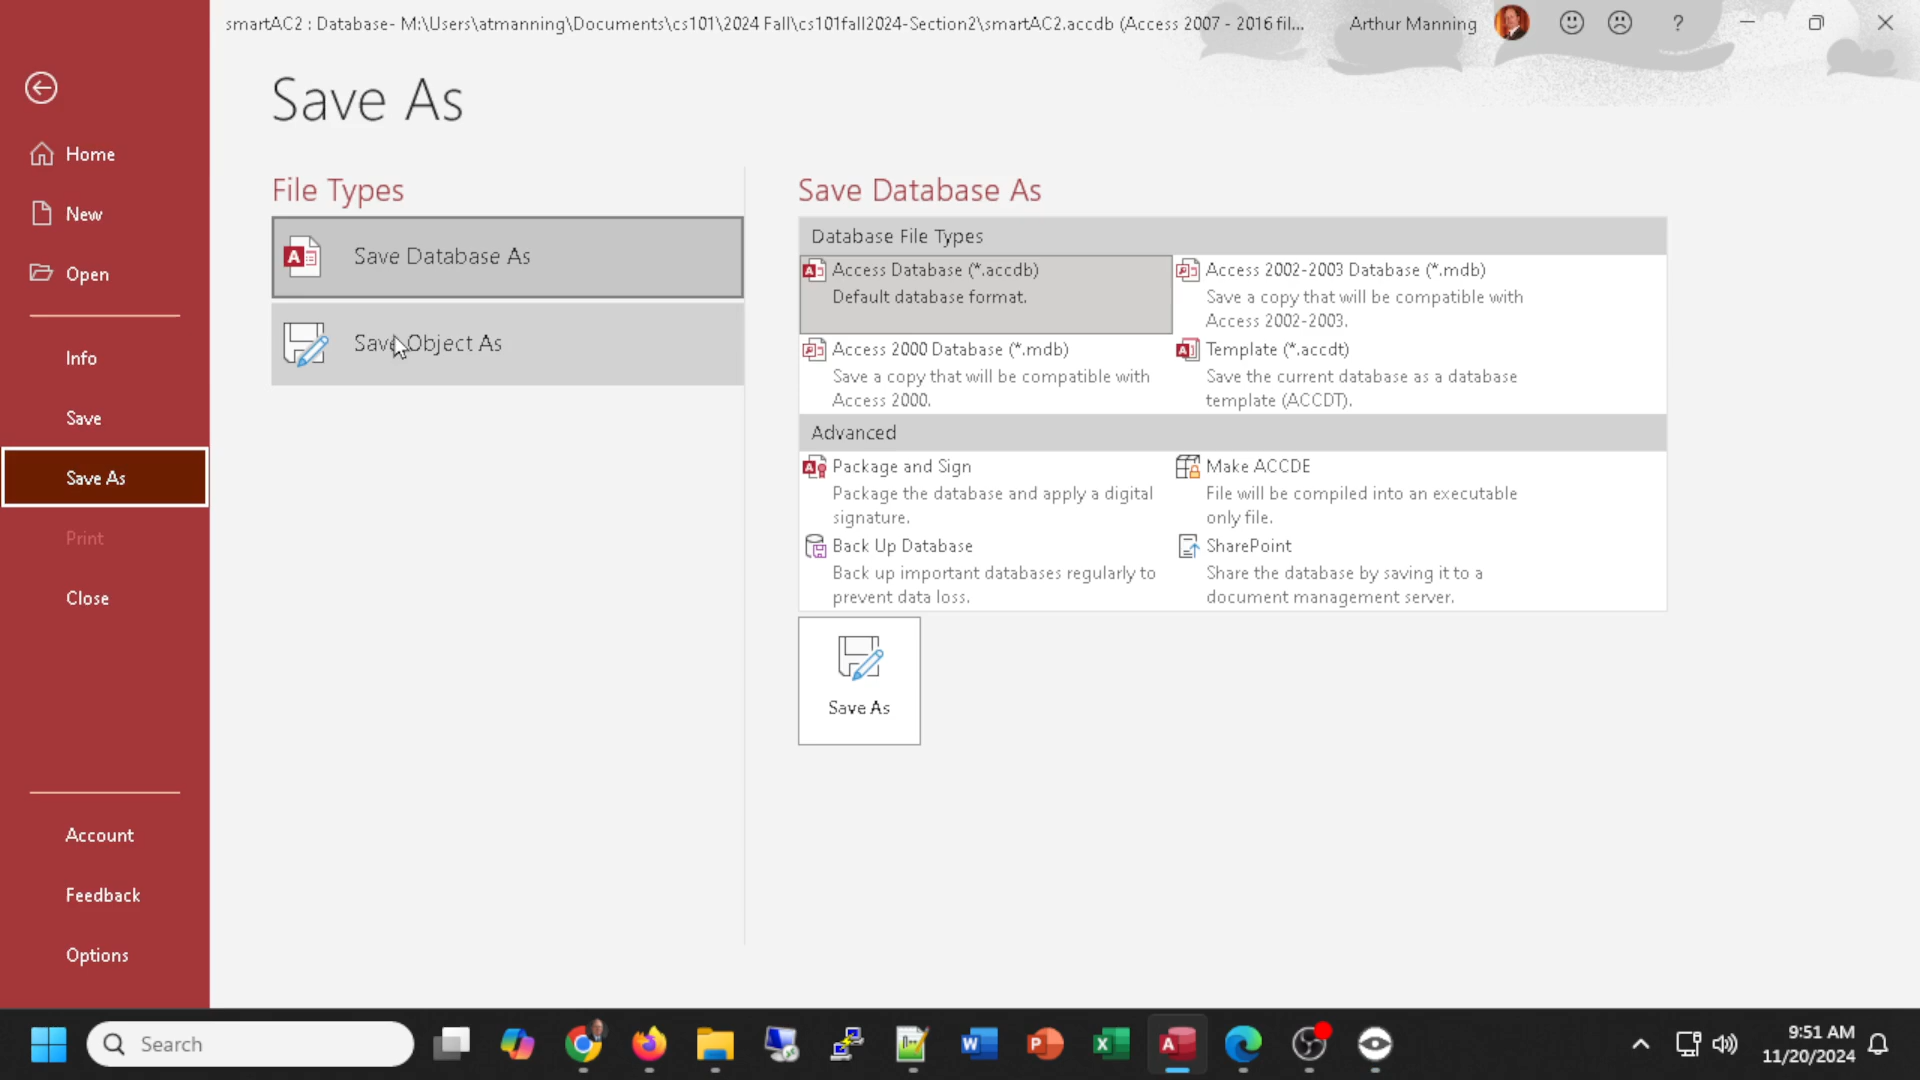 smartAC2 : Database- M:\Users\atmanning\Documents\cs101\2024 Fall\cs101fall2024-Section2\smartAC2.accdb (Access 2007 - 2016 fil...
Arthur Manning
?
Save As
Home
New
Open
Info
Save
Save As
Print
Close
Account
Feedback
Options
File Types
Save Database As
Save Object As
Save Database As
Database File Types
Access Database (*.accdb)
Default database format.
Access 2002-2003 Database (*.mdb)
Save a copy that will be compatible with
Access 2002-2003.
Access 2000 Database (*.mdb)
Save a copy that will be compatible with
Access 2000.
Template (*.accdt)
Save the current database as a database
template (ACCDT).
Advanced
Package and Sign
Package the database and apply a digital
signature.
Make ACCDE
File will be compiled into an executable
only file.
Back Up Database
Back up important databases regularly to
prevent data loss.
SharePoint
Share the database by saving it to a
document management server.
Save As
Search
9:51 AM
11/20/2024